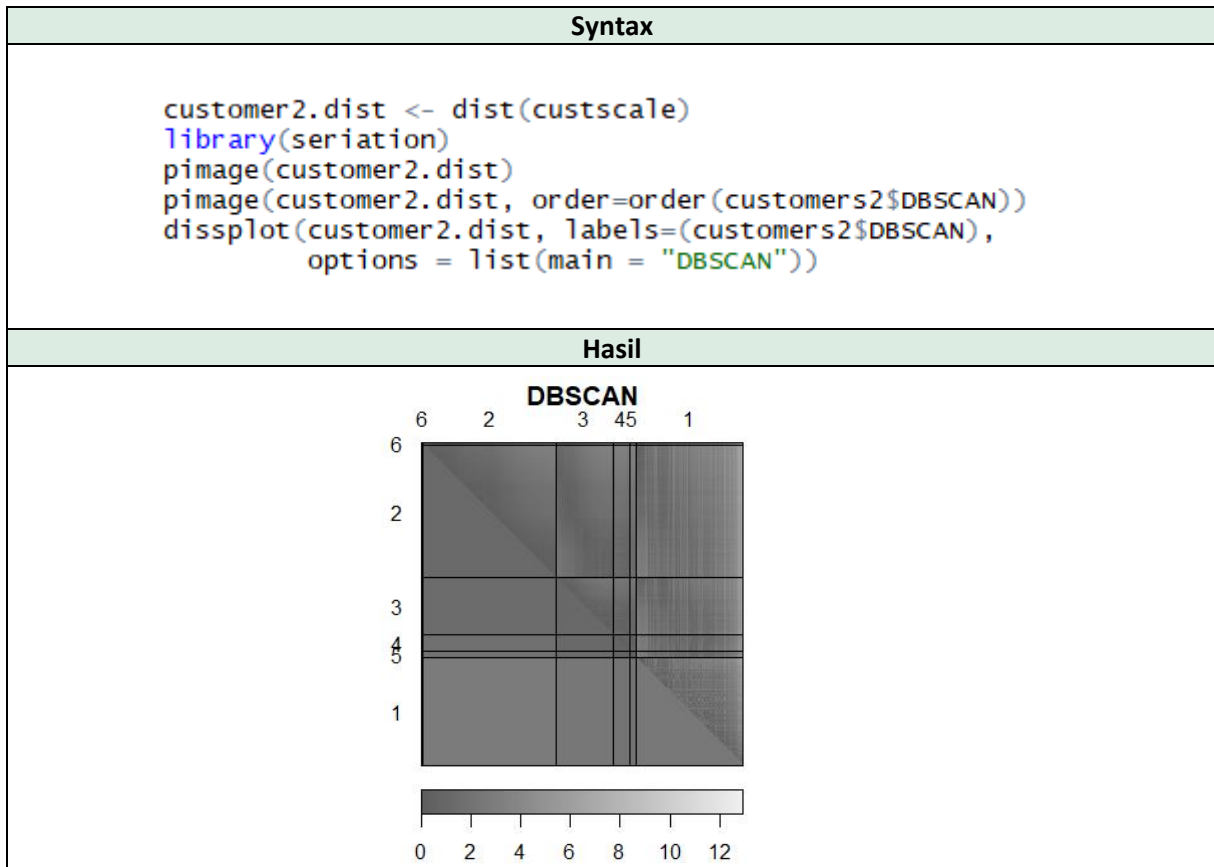 Syntax
customer2.dist <- dist(custscale)
library(seriation)
pimage(customer2.dist)
pimage(customer2.dist, order=order(customers2$DBSCAN))
dissplot(customer2.dist, labels=(customers2$DBSCAN),
options = list(main = "DBSCAN"))
Hasil
DBSCAN
6 2 3 45 1
6
2
3
4
5
1
0 2 4 6 8 10 12